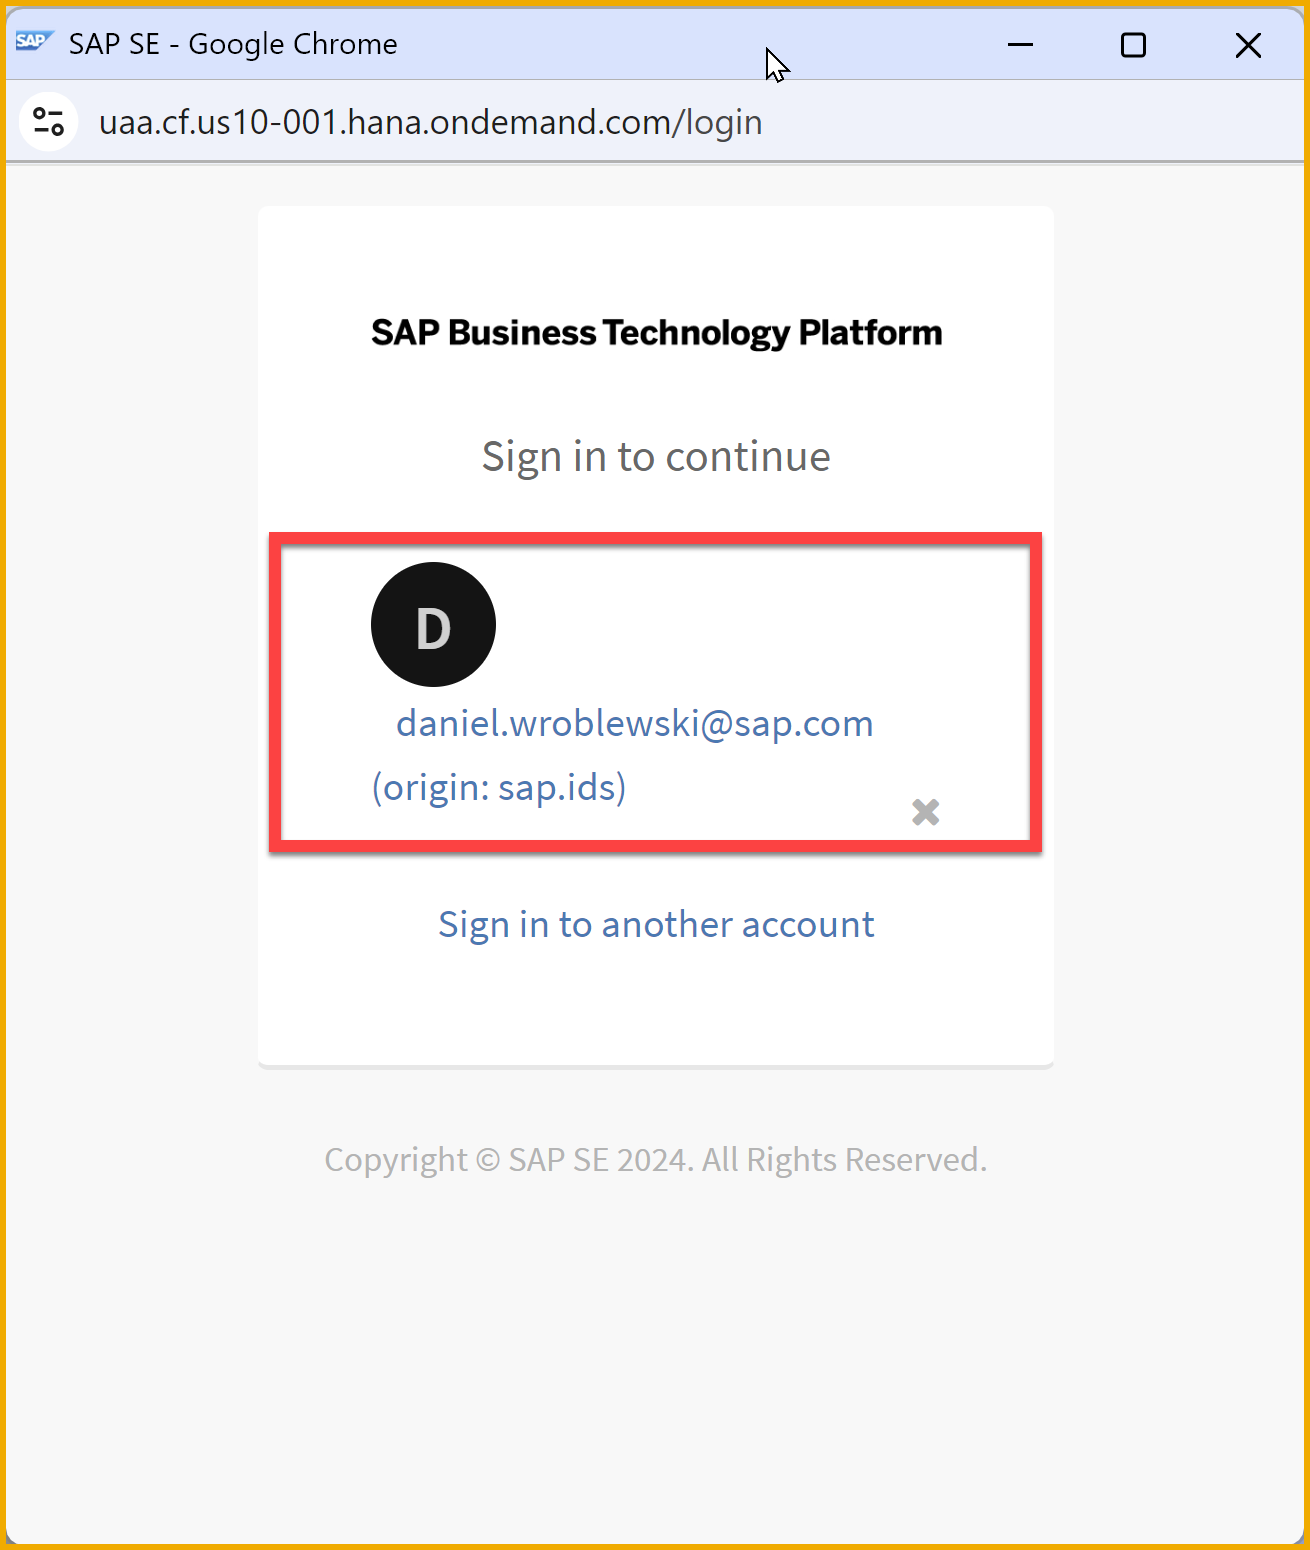 SAP SE - Google Chrome
uaa.cf.us10-001.hana.ondemand.com/login
SAP Business Technology Platform
Sign in to continue
D
daniel.wroblewski@sap.com
(origin: sap.ids)
Sign in to another account
Copyright © SAP SE 2024. All Rights Reserved.